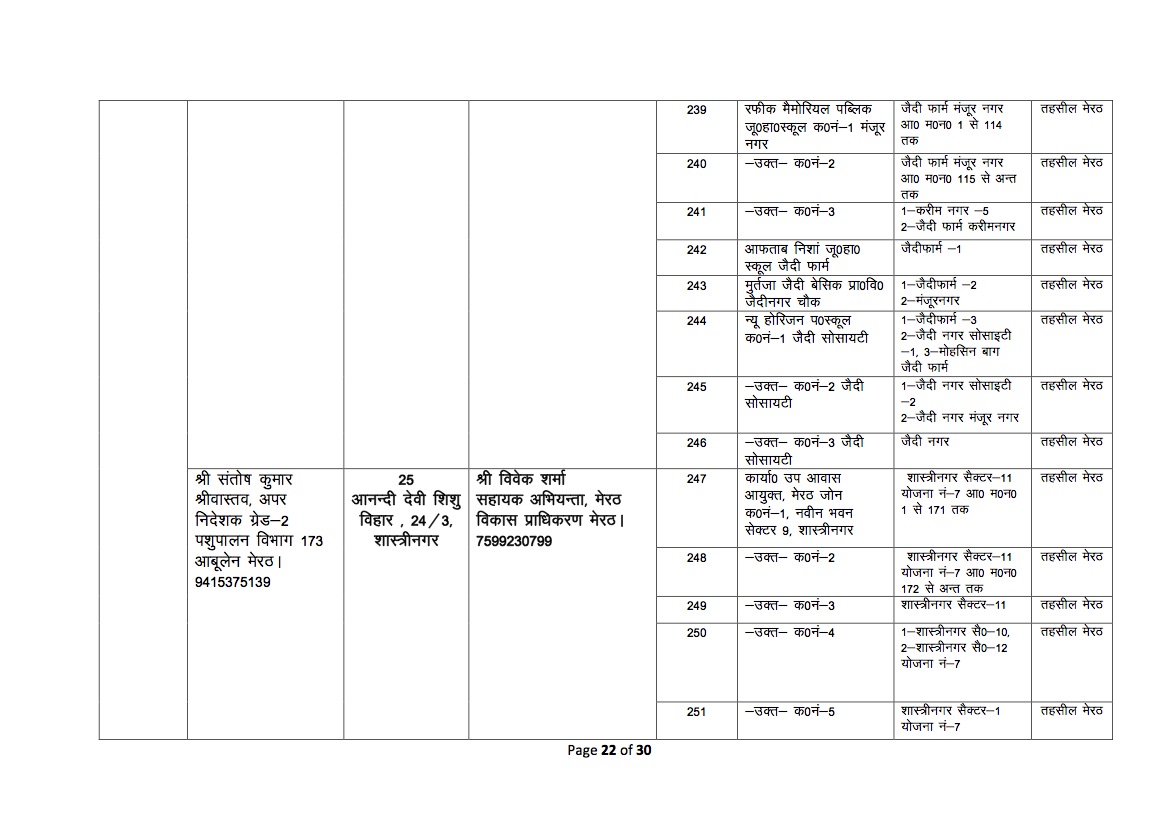 239
रफीक मैमोरियल पब्लिक
जू0हा0स्कूल क0नं–1 मंजूर
नगर
जैदी फार्म मंजूर नगर
आ0 म0न0 1 से 114
तक
तहसील मेरठ
240
–उक्त– क0नं–2
जैदी फार्म मंजूर नगर
आ0 म0न0 115 से अन्त
तक
तहसील मेरठ
241
–उक्त– क0नं–3
1–करीम नगर –5
2–जैदी फार्म करीमनगर
तहसील मेरठ
242
आफताब निशां जू0हा0
स्कूल जैदी फार्म
जैदीफार्म –1
तहसील मेरठ
243
मुर्तजा जैदी बेसिक प्रा0वि0
जैदीनगर चौक
1–जैदीफार्म –2
2–मंजूरनगर
तहसील मेरठ
244
न्यू होरिजन प0स्कूल
क0नं–1 जैदी सोसायटी
1–जैदीफार्म –3
2–जैदी नगर सोसाइटी
–1, 3–मोहसिन बाग
जैदी फार्म
तहसील मेरठ
245
–उक्त– क0नं–2 जैदी
सोसायटी
1–जैदी नगर सोसाइटी
–2
2–जैदी नगर मंजूर नगर
तहसील मेरठ
246
–उक्त– क0नं–3 जैदी
सोसायटी
जैदी नगर
तहसील मेरठ
श्री संतोष कुमार
श्रीवास्तव, अपर
निदेशक ग्रेड–2
पशुपालन विभाग 173
आबूलेन मेरठ।
9415375139
25
आनन्दी देवी शिशु
विहार , 24/3,
शास्त्रीनगर
श्री विवेक शर्मा
सहायक अभियन्ता, मेरठ
विकास प्राधिकरण मेरठ।
7599230799
247
कार्या0 उप आवास
आयुक्त, मेरठ जोन
क0नं–1, नवीन भवन
सेक्टर 9, शास्त्रीनगर
शास्त्रीनगर सैक्टर–11
योजना नं–7 आ0 म0न0
1 से 171 तक
तहसील मेरठ
248
–उक्त– क0नं–2
शास्त्रीनगर सैक्टर–11
योजना नं–7 आ0 म0न0
172 से अन्त तक
तहसील मेरठ
249
–उक्त– क0नं–3
शास्त्रीनगर सैक्टर–11
तहसील मेरठ
250
–उक्त– क0नं–4
1–शास्त्रीनगर सै0–10,
2–शास्त्रीनगर सै0–12
योजना नं–7
तहसील मेरठ
251
–उक्त– क0नं–5
शास्त्रीनगर सैक्टर–1
योजना नं–7
तहसील मेरठ
Page 22 of 30